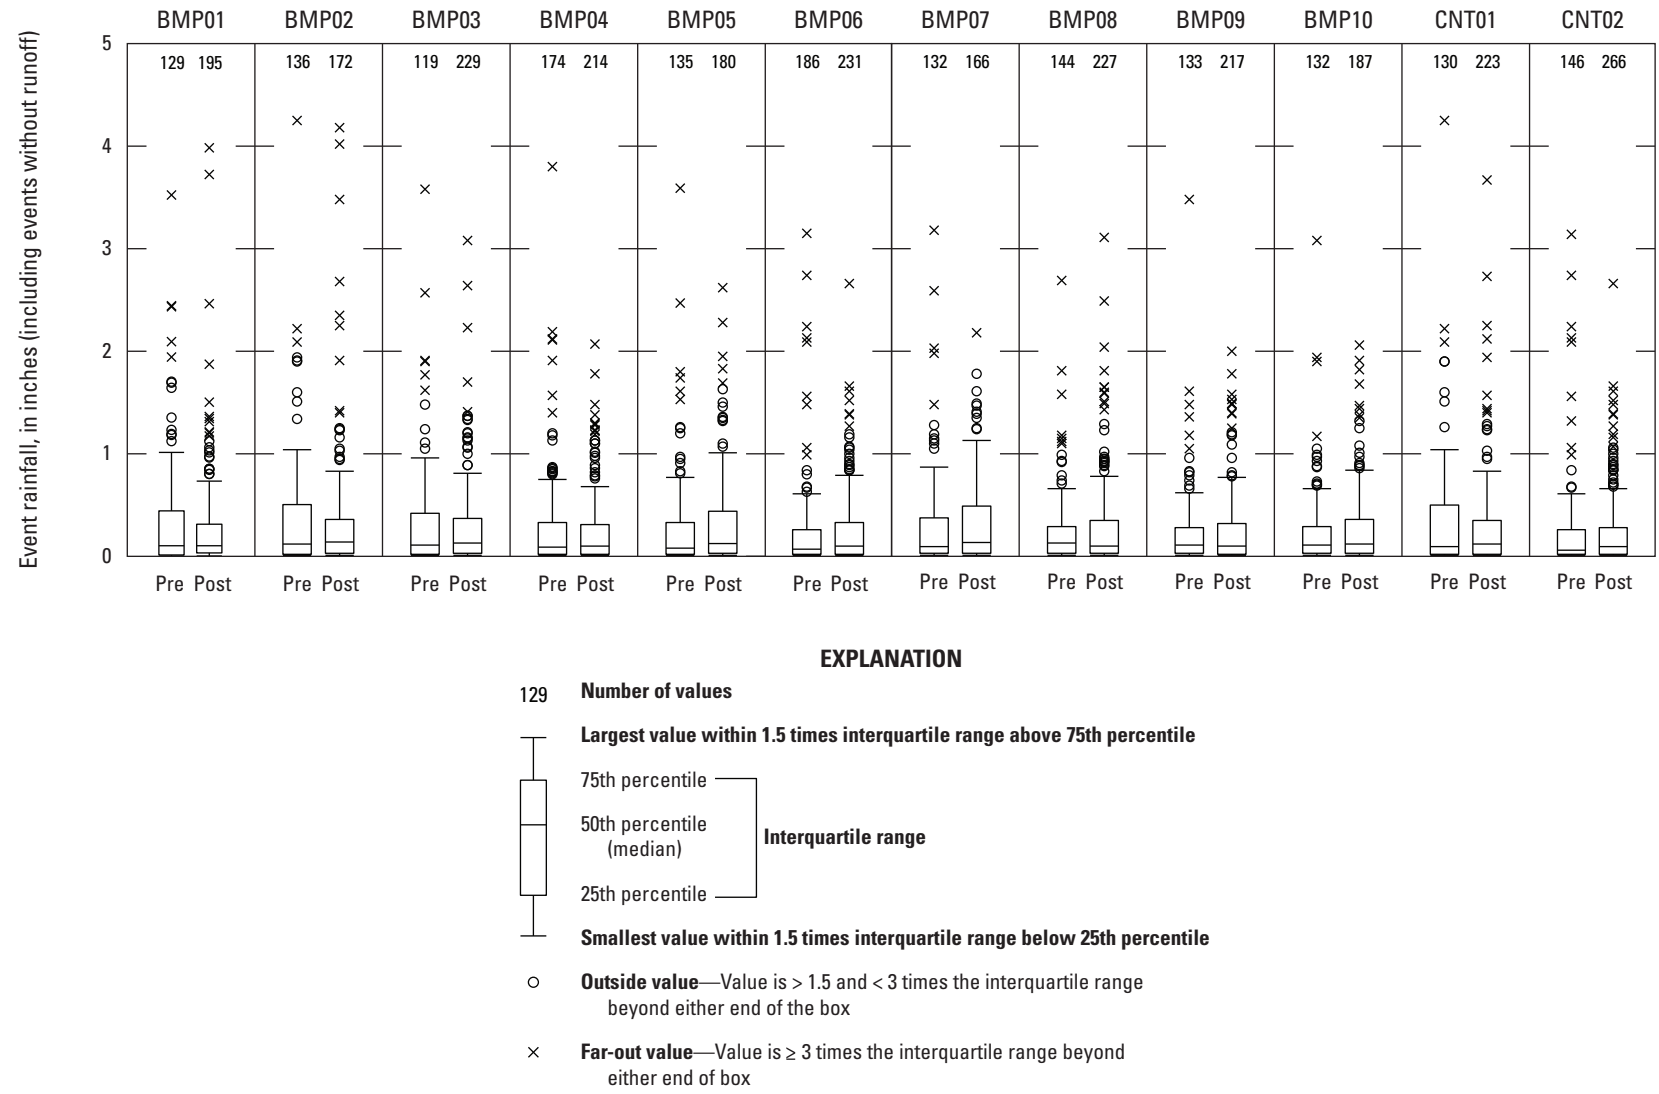 BMP01 BMP02 BMP03 BMP04 BMP05 BMP06 BMP07 BMP08 BMP09 BMP10 CNT01 CNT02
Event rainfall, in inches (including events without runoff)
5
129 195 136 172 119 229 174 214 135 180 186 231 132 166 144 227 133 217 132 187 130 223 146 266
4
3
2
1
0
Pre Post Pre Post Pre Post Pre Post Pre Post Pre Post Pre Post Pre Post Pre Post Pre Post Pre Post Pre Post
EXPLANATION
129 Number of values
Largest value within 1.5 times interquartile range above 75th percentile
75th percentile
50th percentile
(median)
Interquartile range
25th percentile
Smallest value within 1.5 times interquartile range below 25th percentile
Outside value—Value is > 1.5 and < 3 times the interquartile range
beyond either end of the box
Far-out value—Value is ≥ 3 times the interquartile range beyond
either end of box